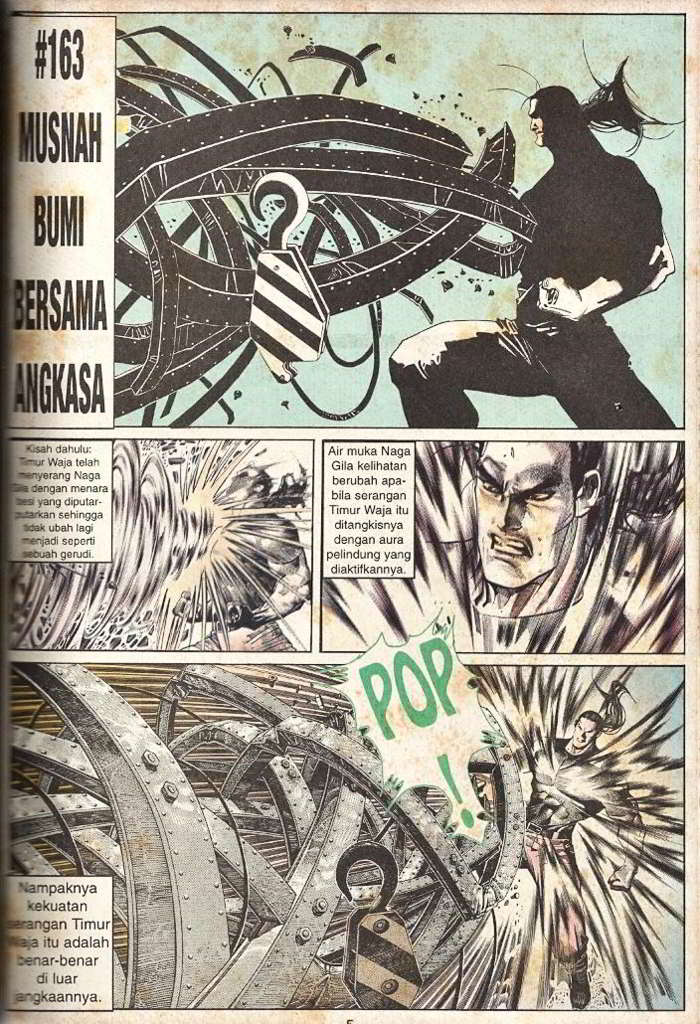 #163
MUSNAH
BUMI
BERSAMA
ANGKASA
Kisah dahulu:
Timur Waja telah
menyerang Naga
Gila dengan menara
besi yang diputar-
putarkan sehingga
tidak ubah lagi
menjadi seperti
sebuah gerudi.
Air muka Naga
Gila kelihatan
berubah apa-
bila serangan
Timur Waja itu
ditangkisnya
dengan aura
pelindung yang
diaktifkannya.
POP
!
Nampaknya
kekuatan
serangan Timur
Waja itu adalah
benar-benar
di luar
jangkaannya.
5